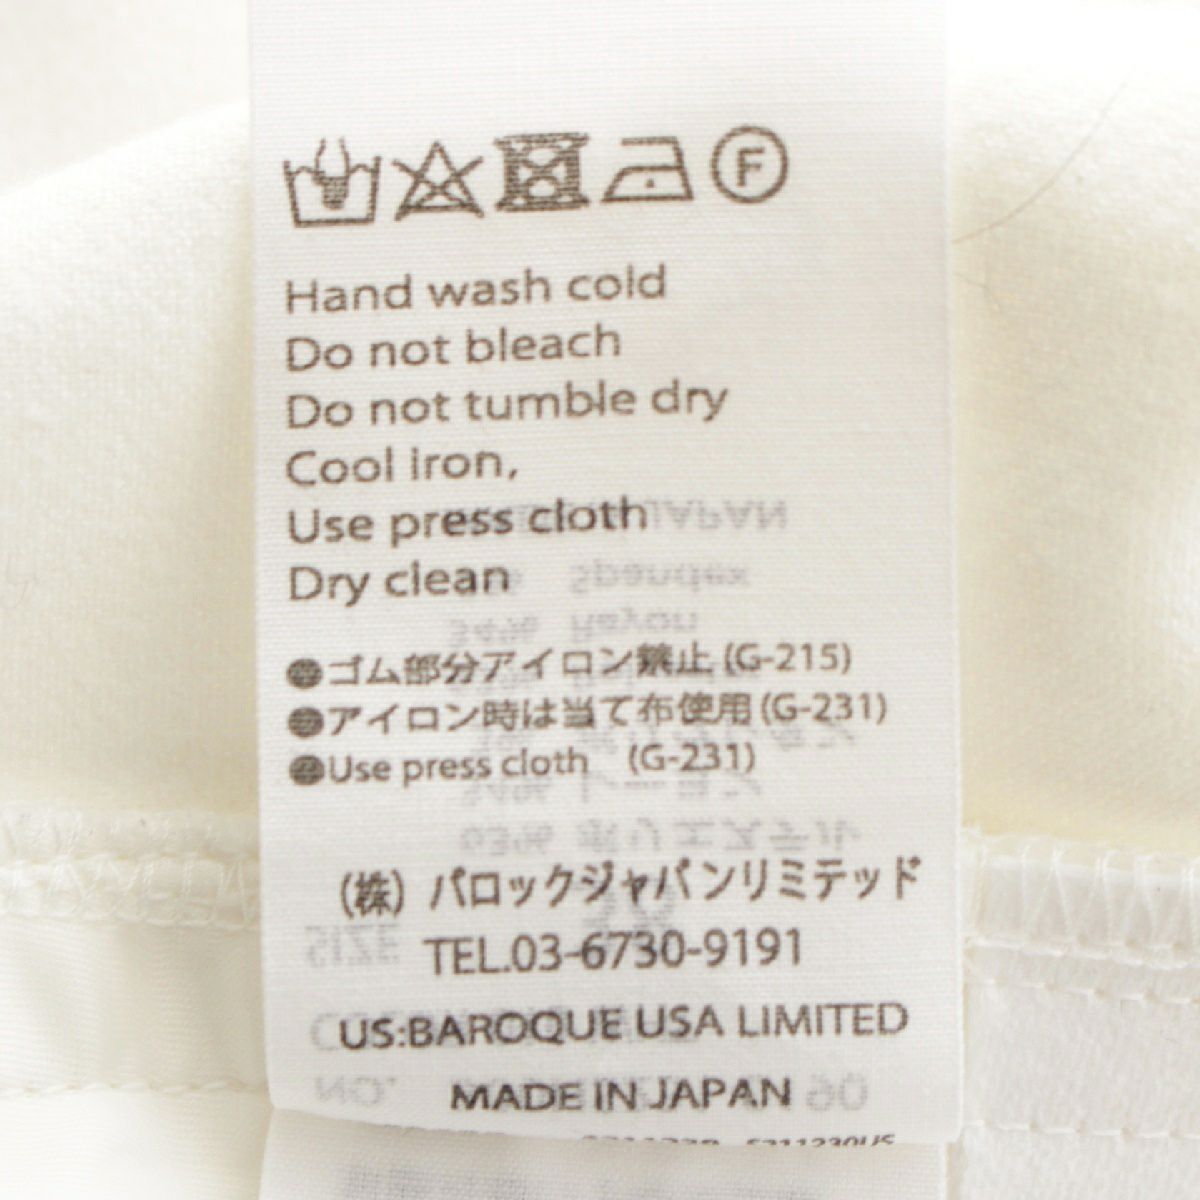 F
Hand wash cold
Do not bleach
Do not tumble dry
Cool iron,
Use press cloth
Dry clean
●ゴム部分アイロン禁止 (G-215)
●アイロン時は当て布使用 (G-231)
●Use press cloth (G-231)
(株) バロックジャパンリミテッド
TEL.03-6730-9191
US:BAROQUE USA LIMITED
MADE IN JAPAN